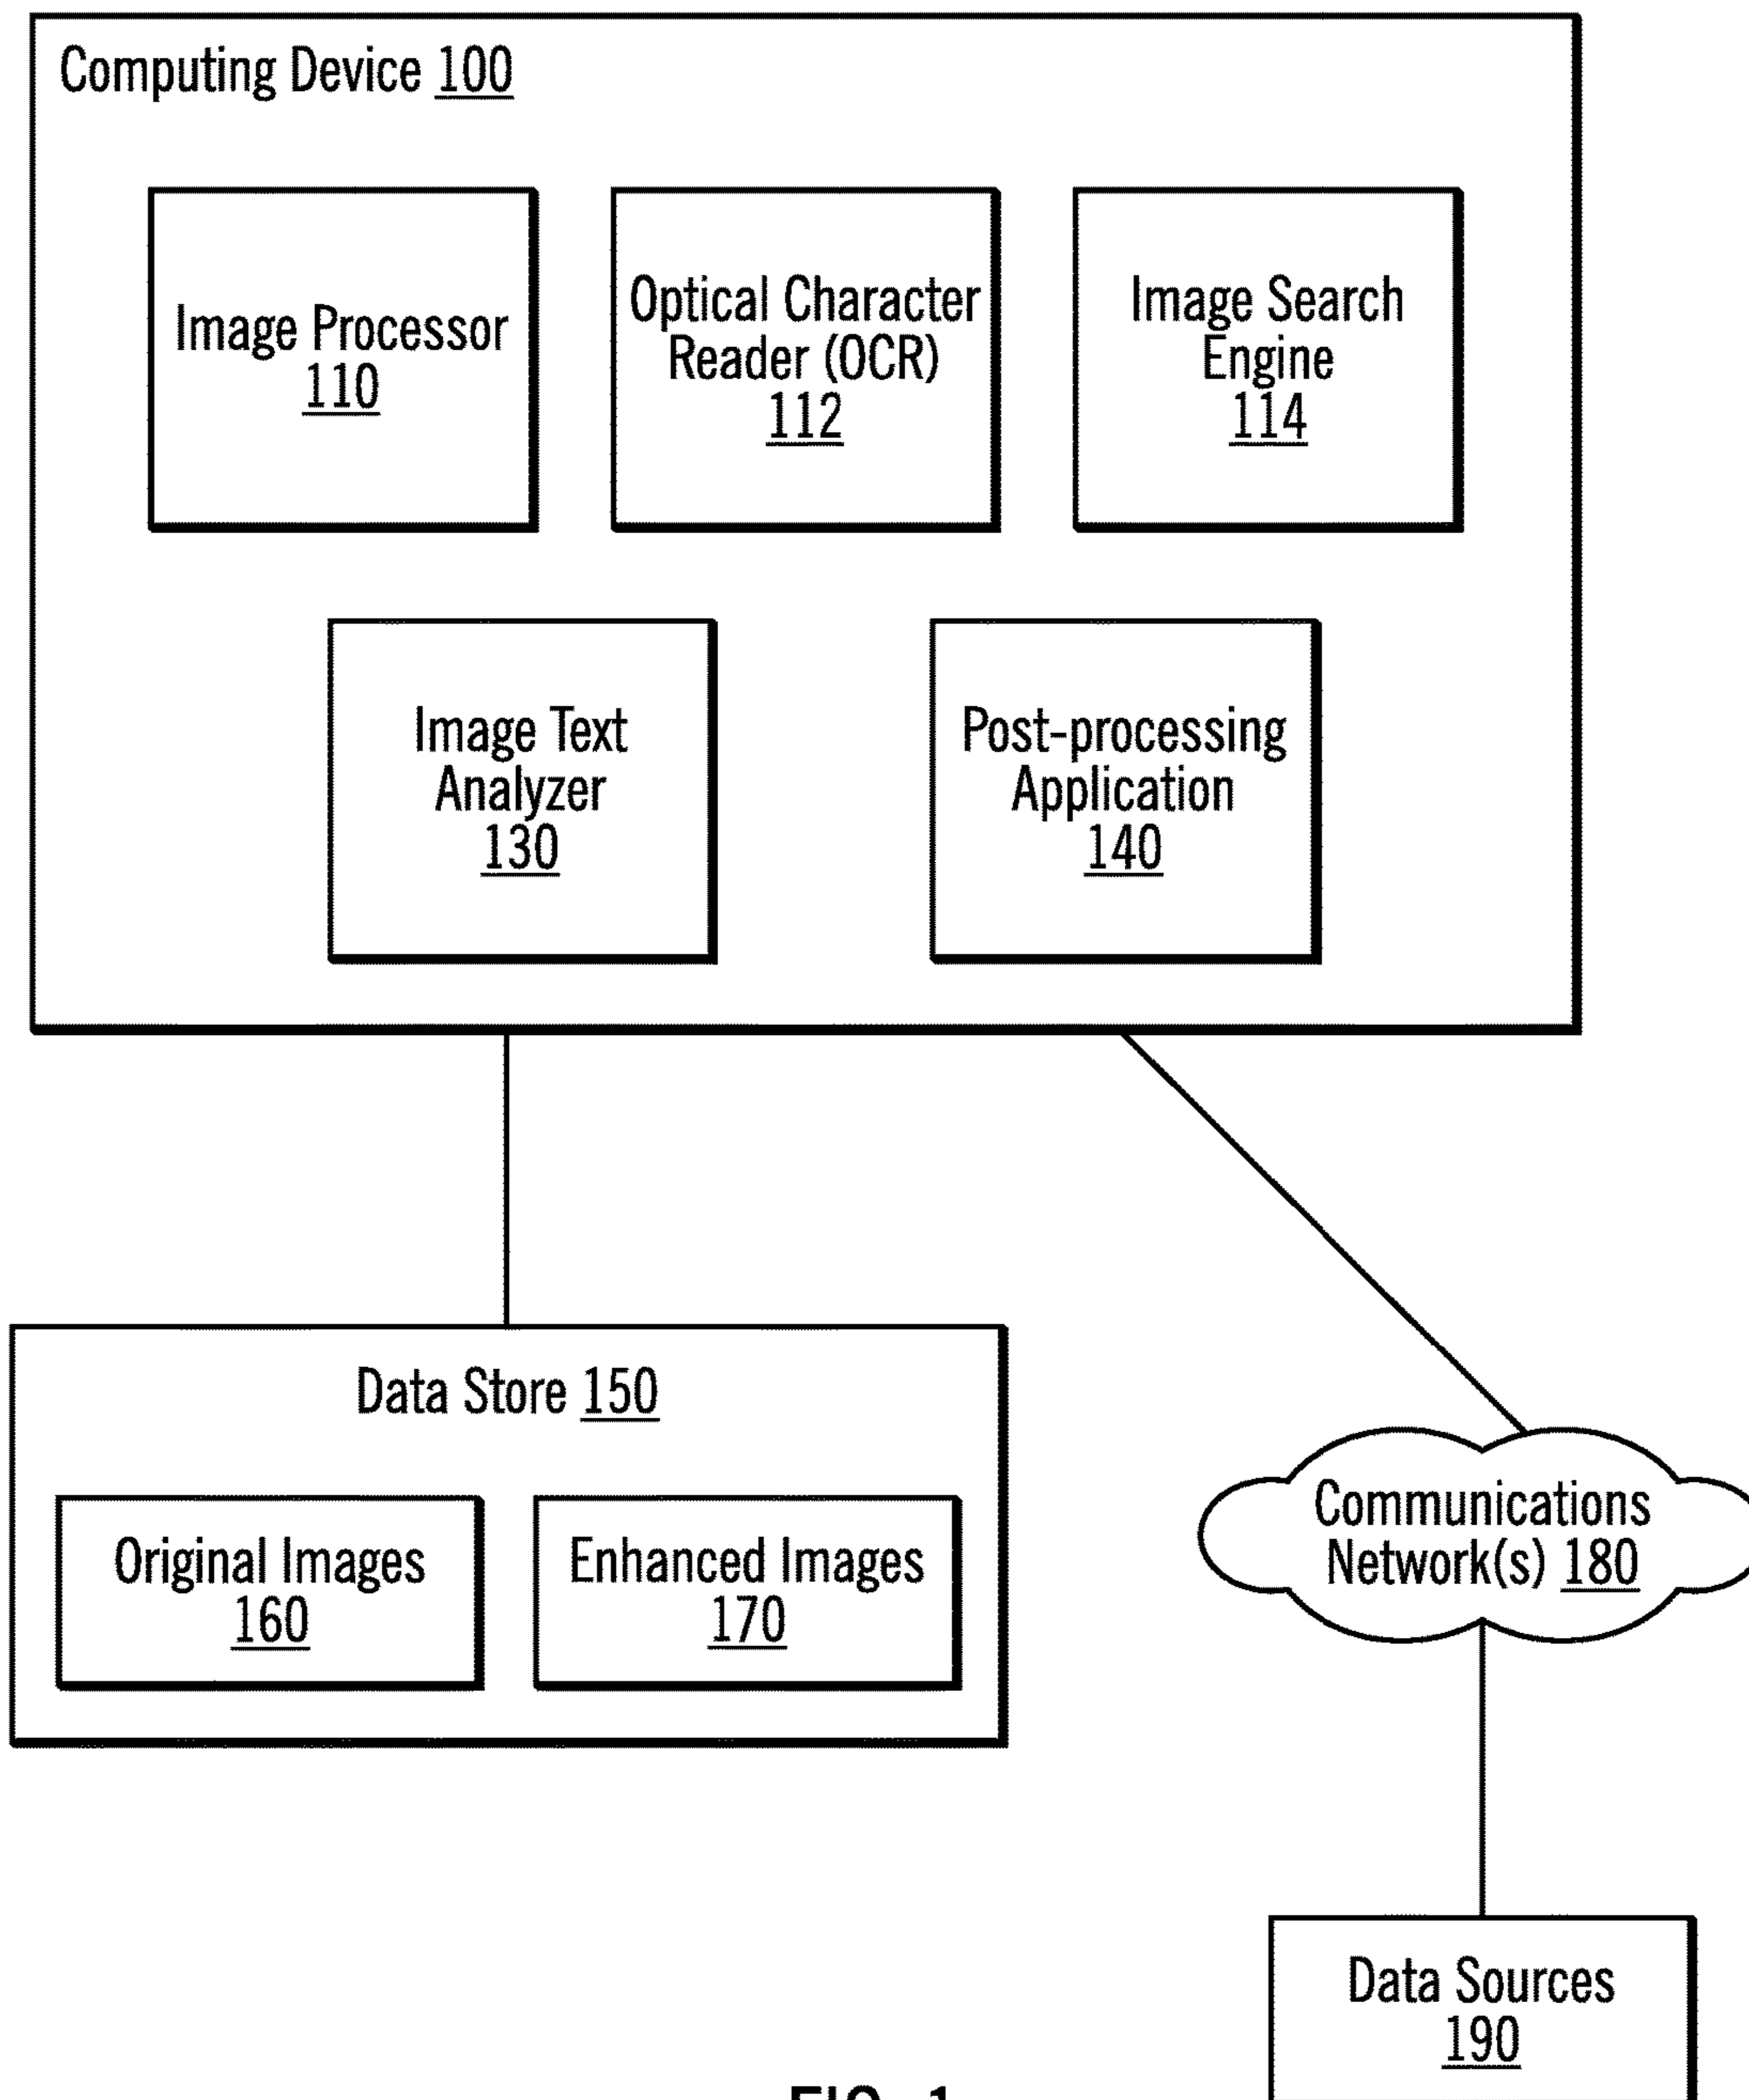 Computing Device 100
Image Processor
110
Optical Character
Reader (OCR)
112
Image Search
Engine
114
Image Text
Analyzer
130
Post-processing
Application
140
Data Store 150
Original Images
160
Enhanced Images
170
Communications
Network(s) 180
Data Sources
190
FIG. 1